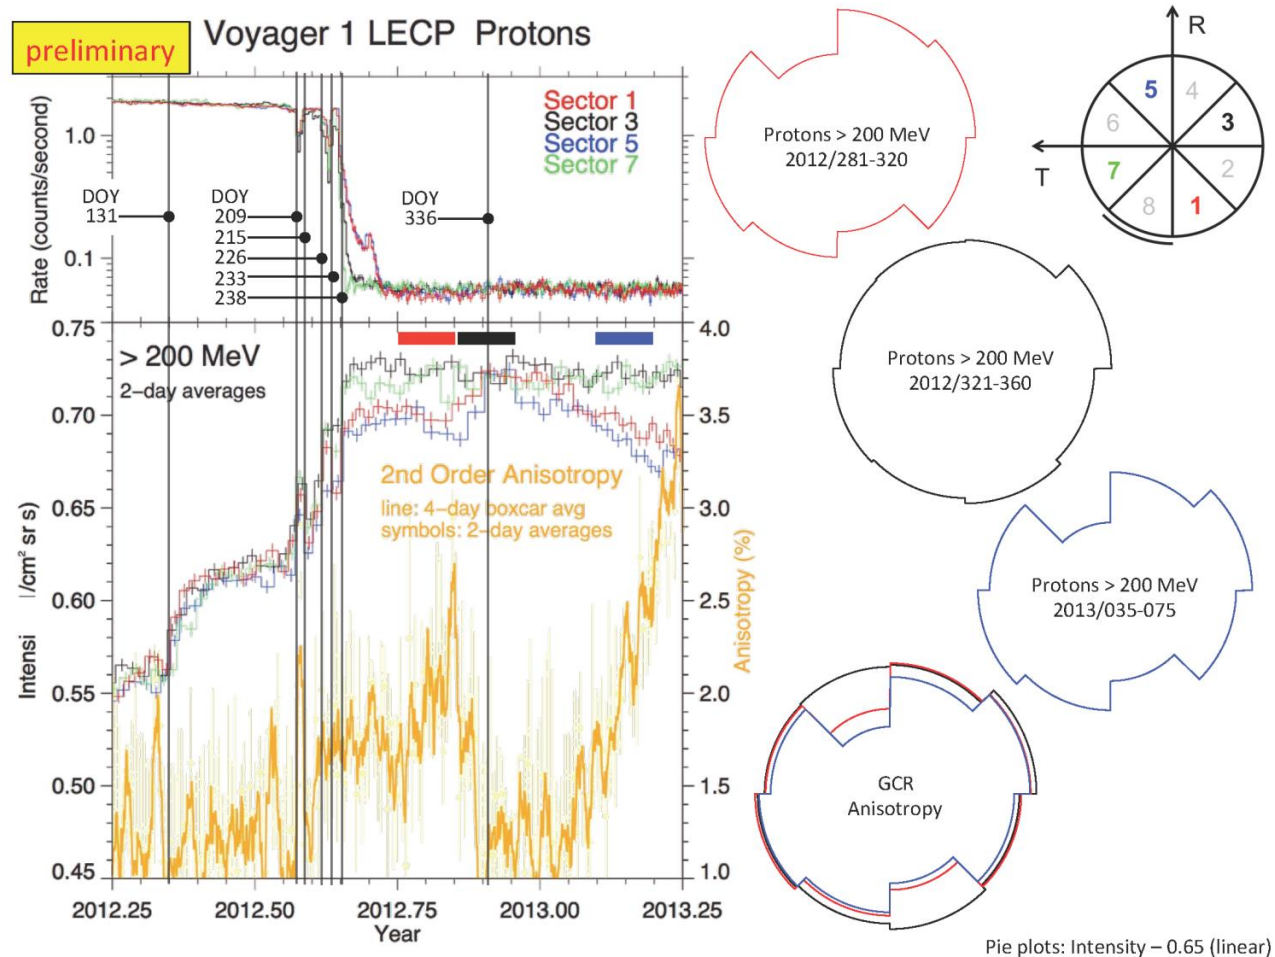 preliminary
Voyager 1 LECP Protons
Rate (counts/second)
1.0
0.1
Sector 1
Sector 3
Sector 5
Sector 7
DOY
131
DOY
209
215
226
233
238
DOY
336
> 200 MeV
2-day averages
2nd Order Anisotropy
line: 4-day boxcar avg
symbols: 2-day averages
Intensi /cm² sr s)
0.75
0.70
0.65
0.60
0.55
0.50
0.45
Anisotropy (%)
4.0
3.5
3.0
2.5
2.0
1.5
1.0
2012.25
2012.50
2012.75
2013.00
2013.25
Year
Protons > 200 MeV
2012/281-320
R
T
5
4
6
3
7
2
8
1
Protons > 200 MeV
2012/321-360
Protons > 200 MeV
2013/035-075
GCR
Anisotropy
Pie plots: Intensity – 0.65 (linear)